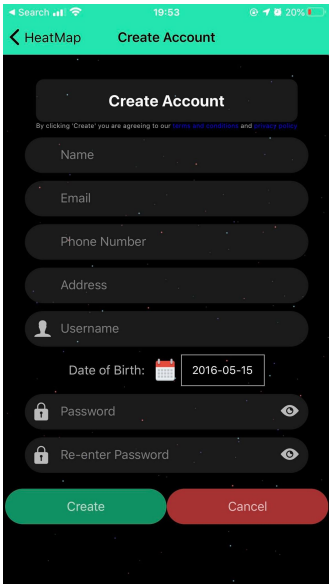 Search 19:53 20%
HeatMap Create Account
Create Account
By clicking 'Create' you are agreeing to our terms and conditions and privacy policy
Name
Email
Phone Number
Address
Username
Date of Birth: 2016-05-15
Password
Re-enter Password
Create Cancel